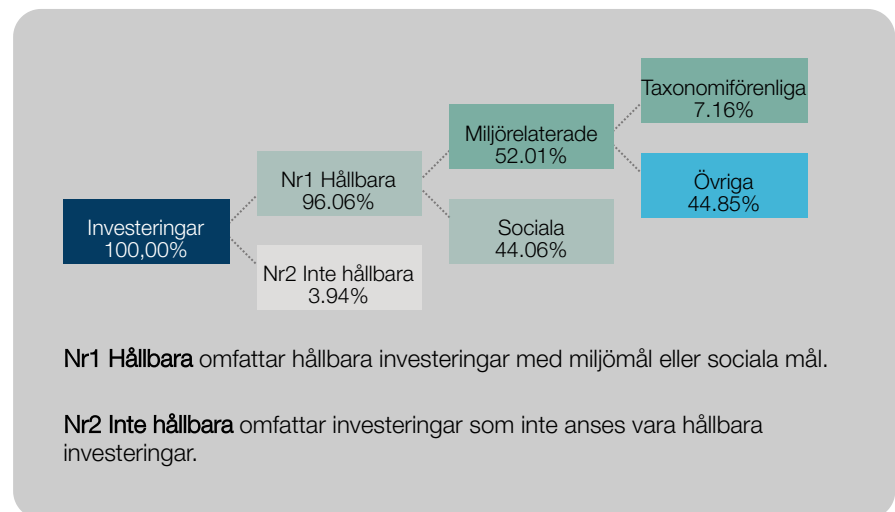 Investeringar
100,00%
Nr1 Hållbara
96.06%
Nr2 Inte hållbara
3.94%
Miljörelaterade
52.01%
Sociala
44.06%
Taxonomiförenliga
7.16%
Övriga
44.85%
Nr1 Hållbara omfattar hållbara investeringar med miljömål eller sociala mål.
Nr2 Inte hållbara omfattar investeringar som inte anses vara hållbara
investeringar.